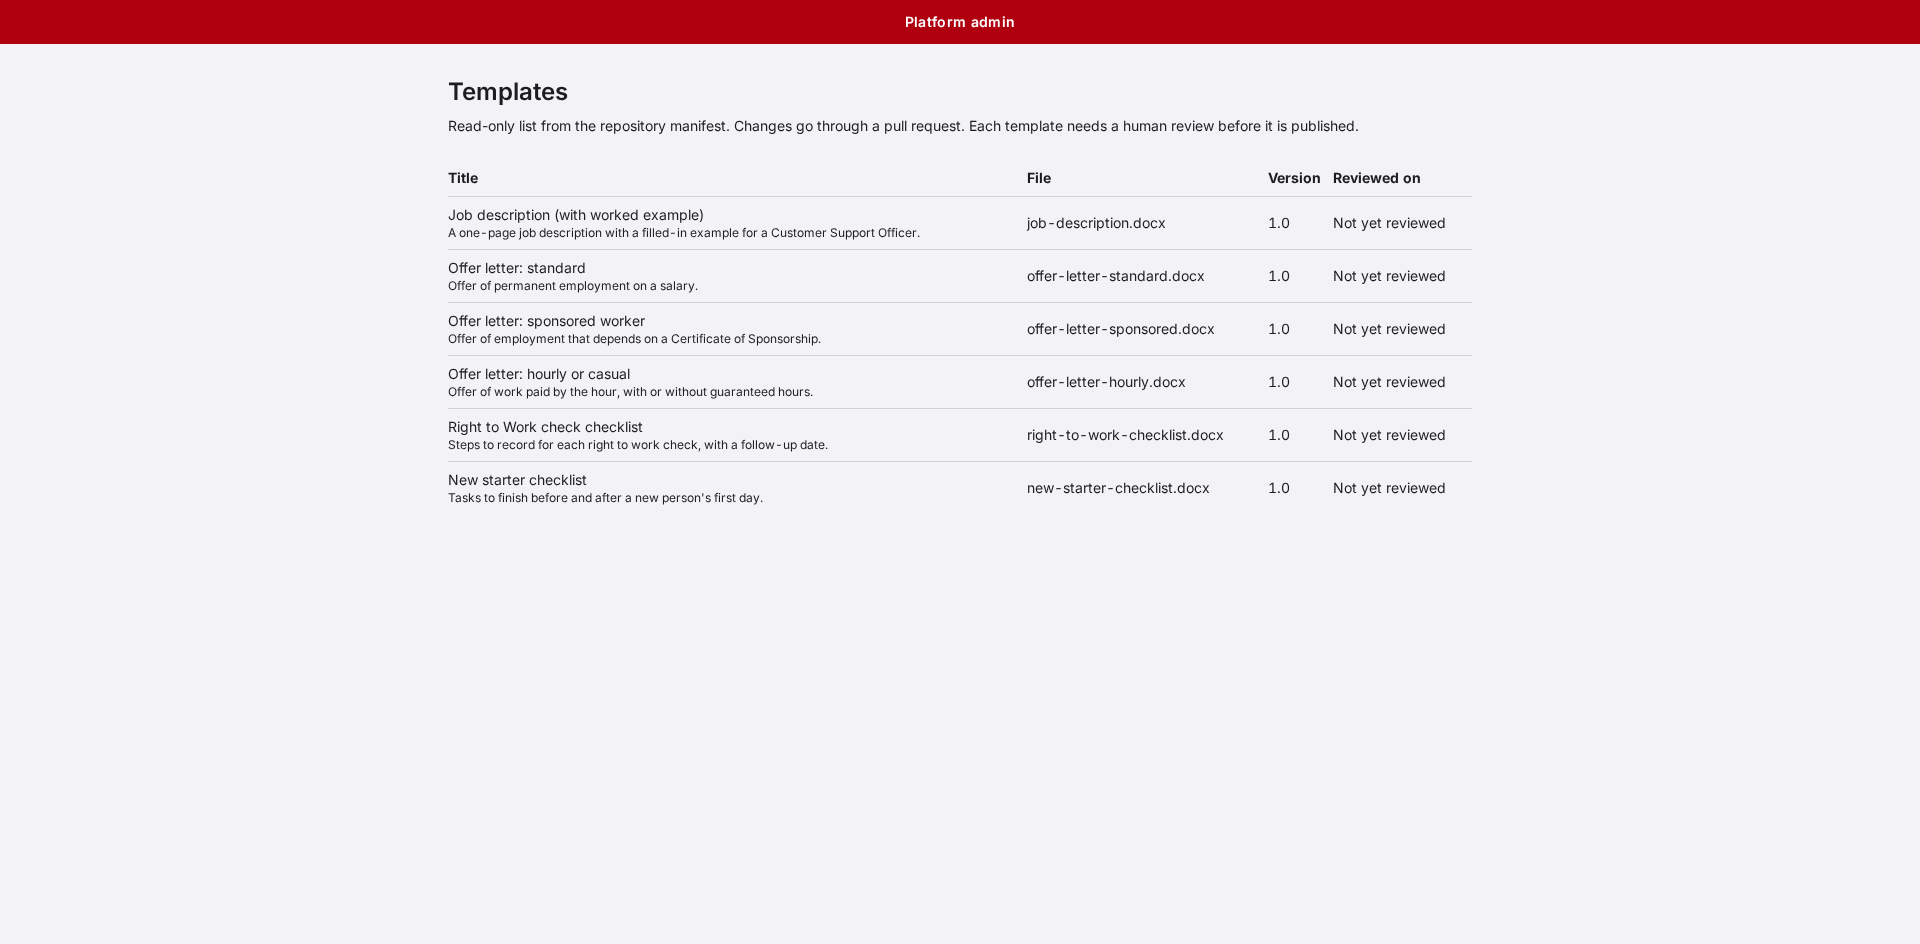 Platform admin
Templates
Read-only list from the repository manifest. Changes go through a pull request. Each template needs a human review before it is published.
Title File Version Reviewed on
Job description (with worked example)
A one-page job description with a filled-in example for a Customer Support Officer.
job-description.docx 1.0 Not yet reviewed
Offer letter: standard
Offer of permanent employment on a salary.
offer-letter-standard.docx 1.0 Not yet reviewed
Offer letter: sponsored worker
Offer of employment that depends on a Certificate of Sponsorship.
offer-letter-sponsored.docx 1.0 Not yet reviewed
Offer letter: hourly or casual
Offer of work paid by the hour, with or without guaranteed hours.
offer-letter-hourly.docx 1.0 Not yet reviewed
Right to Work check checklist
Steps to record for each right to work check, with a follow-up date.
right-to-work-checklist.docx 1.0 Not yet reviewed
New starter checklist
Tasks to finish before and after a new person's first day.
new-starter-checklist.docx 1.0 Not yet reviewed